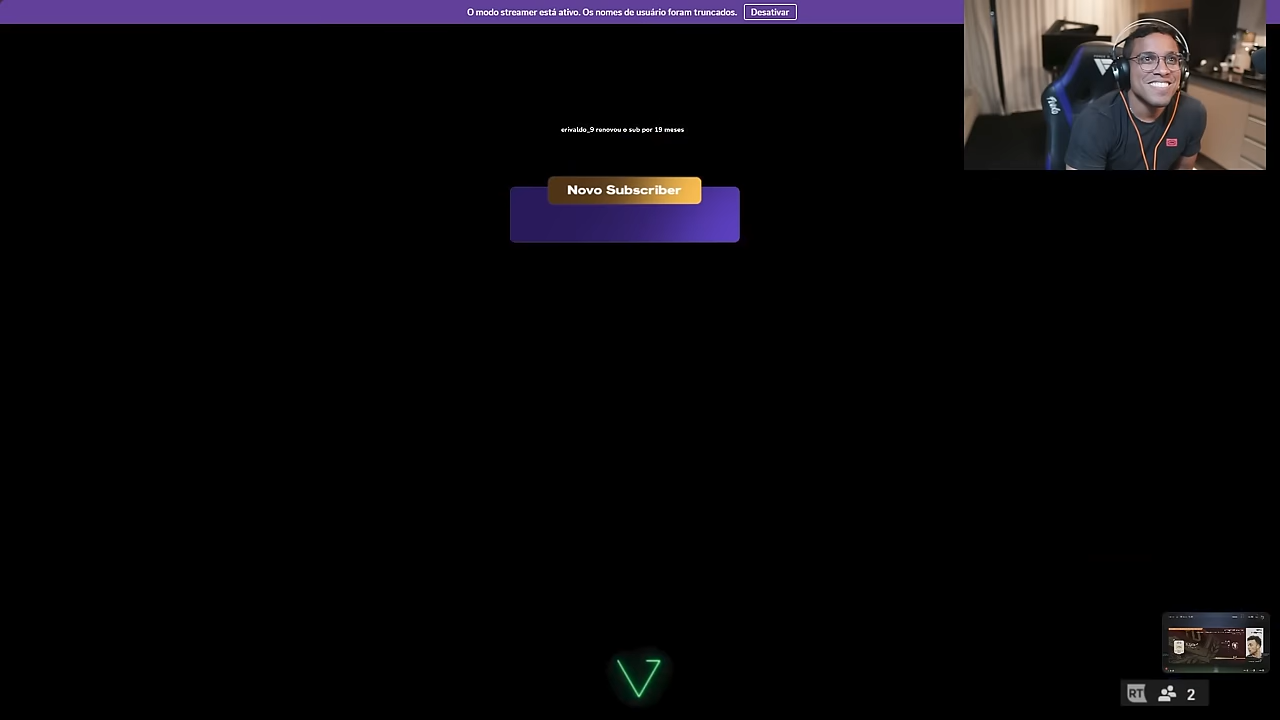 O modo streamer está ativo. Os nomes de usuário foram truncados. Desativar
erivaldo_9 renovou o sub por 19 meses
Novo Subscriber
RT 2